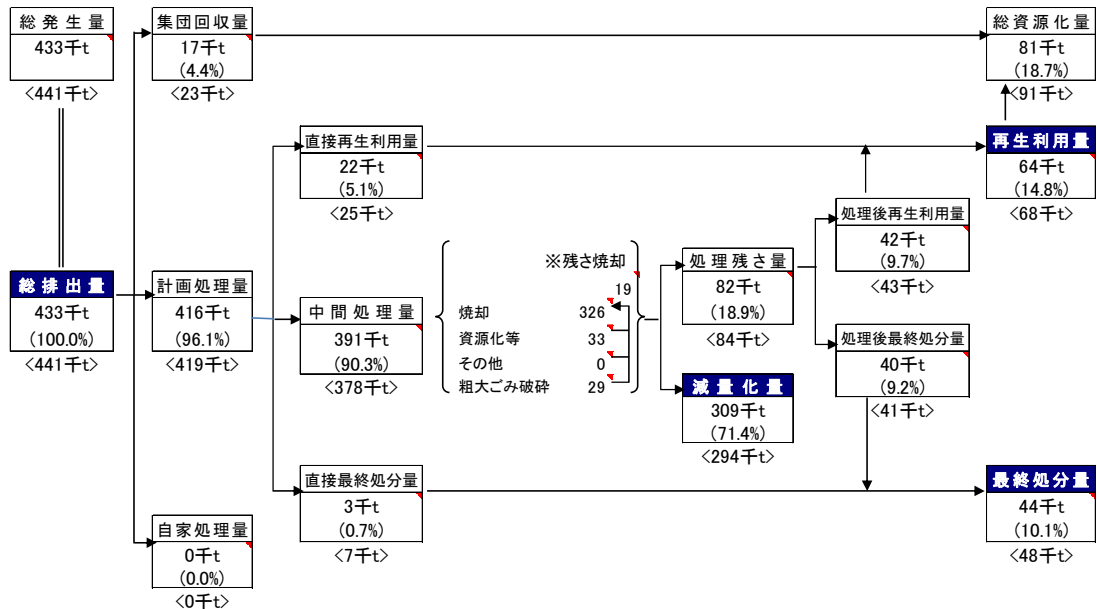 総発生量
433千t
<441千t>
集団回収量
17千t
(4.4%)
<23千t>
総資源化量
81千t
(18.7%)
<91千t>
直接再生利用量
22千t
(5.1%)
<25千t>
再生利用量
64千t
(14.8%)
<68千t>
総排出量
433千t
(100.0%)
<441千t>
計画処理量
416千t
(96.1%)
<419千t>
中間処理量
391千t
(90.3%)
<378千t>
※残さ焼却
19
焼却 326
資源化等 33
その他 0
粗大ごみ破砕 29
処理残さ量
82千t
(18.9%)
<84千t>
減量化量
309千t
(71.4%)
<294千t>
処理後再生利用量
42千t
(9.7%)
<43千t>
処理後最終処分量
40千t
(9.2%)
<41千t>
直接最終処分量
3千t
(0.7%)
<7千t>
最終処分量
44千t
(10.1%)
<48千t>
自家処理量
0千t
(0.0%)
<0千t>